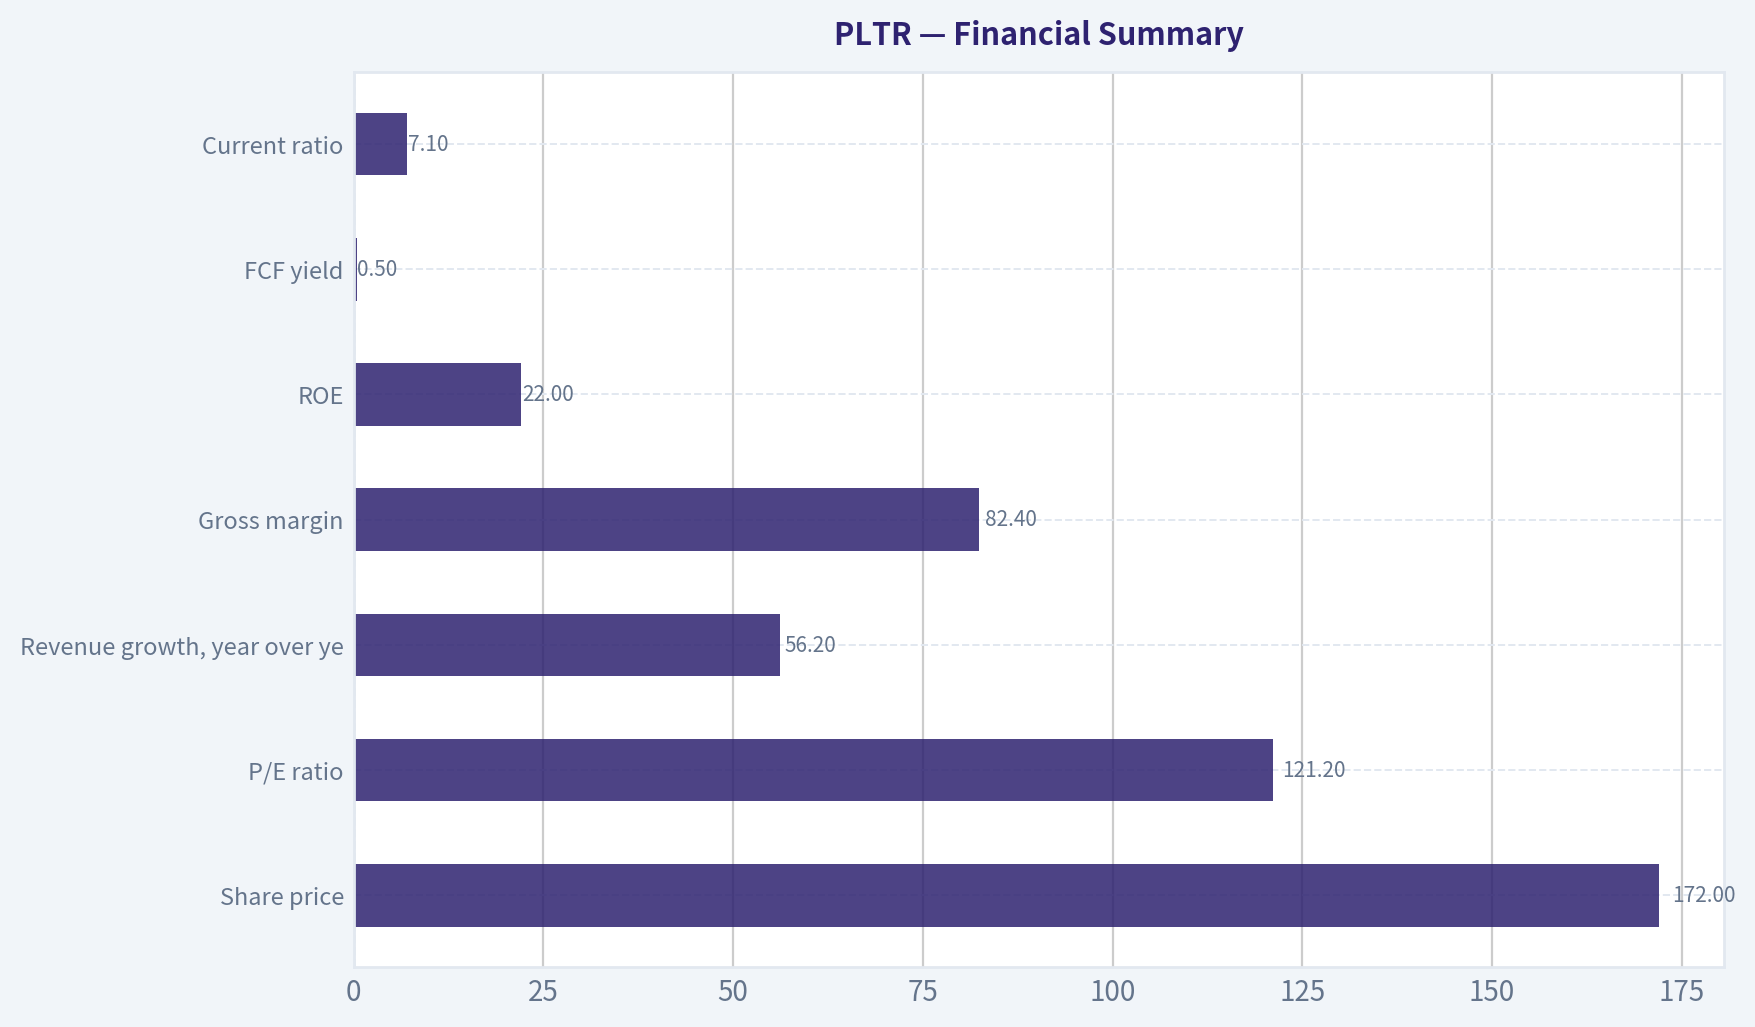 PLTR — Financial Summary
Current ratio 7.10
FCF yield 0.50
ROE 22.00
Gross margin 82.40
Revenue growth, year over ye 56.20
P/E ratio 121.20
Share price 172.00
0 25 50 75 100 125 150 175